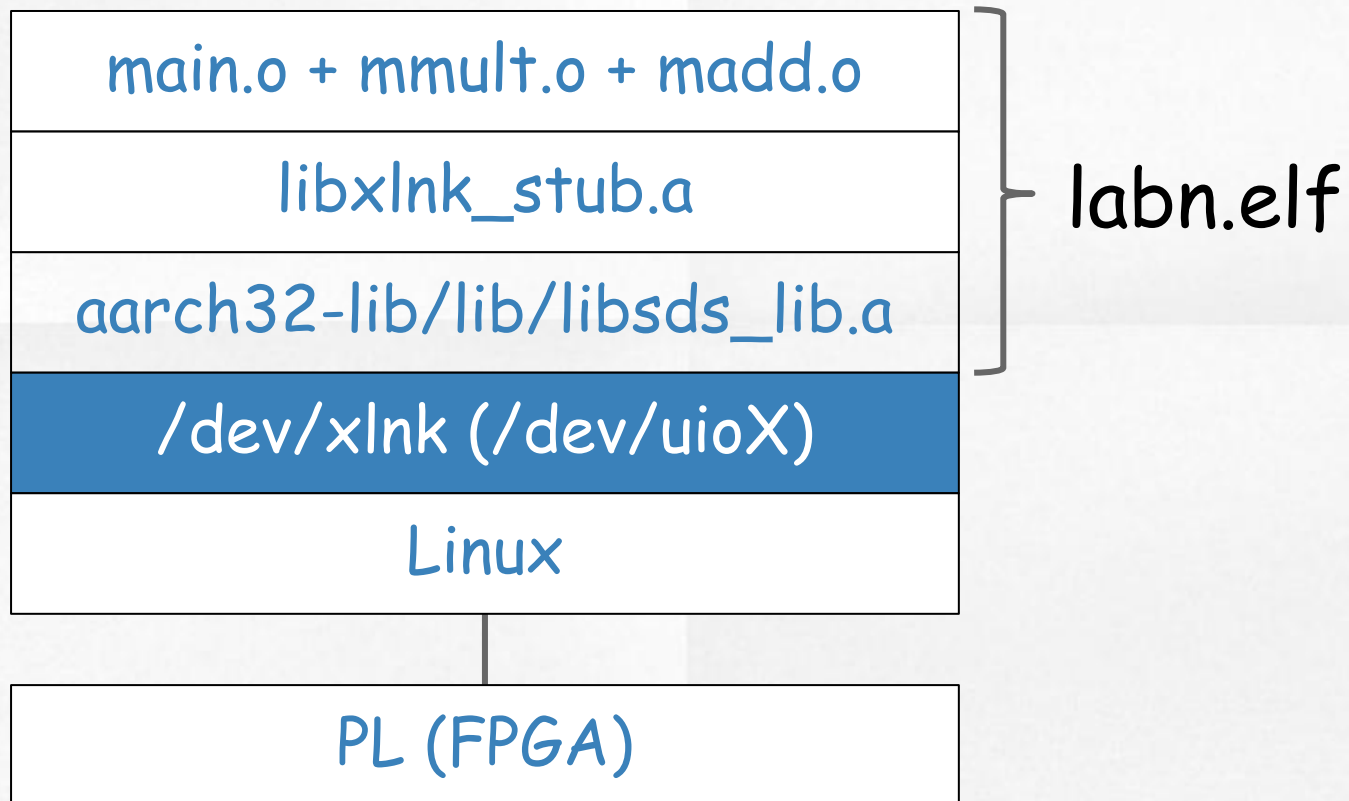 main.o + mmult.o + madd.o
libxlnk_stub.a
labn.elf
aarch32-lib/lib/libsds_lib.a
/dev/xlnk (/dev/uioX)
Linux
PL (FPGA)